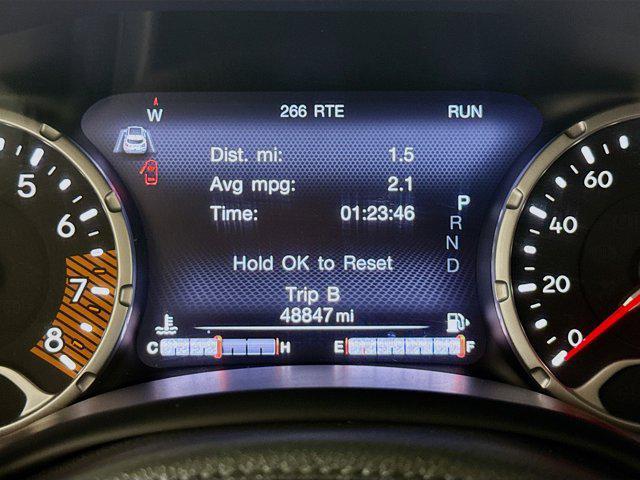 W
266 RTE
RUN
Dist. mi: 1.5
Avg mpg: 2.1
Time: 01:23:46
P
R
N
D
Hold OK to Reset
Trip B
48847 mi
C H
E F
5
6
7
8
60
40
20
0